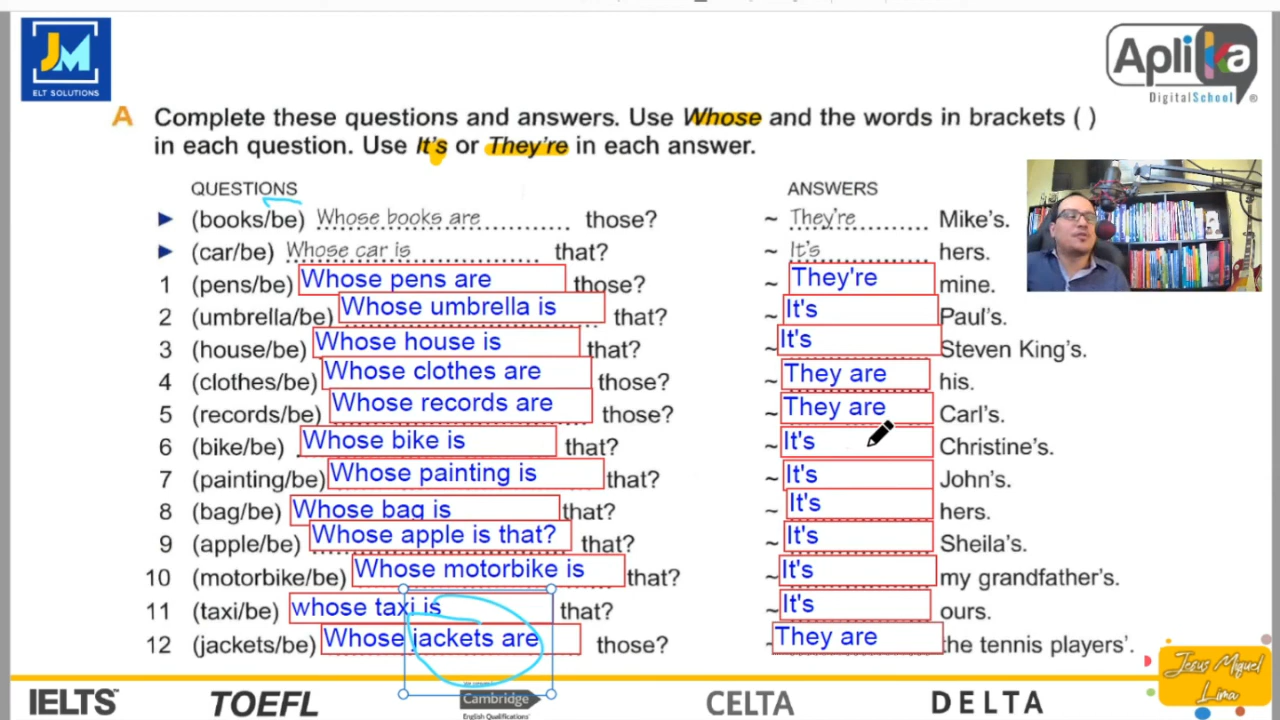 JM
ELT SOLUTIONS
Aplika
DigitalSchool ®
A Complete these questions and answers. Use Whose and the words in brackets ( )
in each question. Use It's or They're in each answer.
QUESTIONS ANSWERS
► (books/be) Whose books are those? ~ They're Mike's.
► (car/be) Whose car is that? ~ It's hers.
1 (pens/be) Whose pens are those? ~ They're mine.
2 (umbrella/be) Whose umbrella is that? ~ It's Paul's.
3 (house/be) Whose house is that? ~ It's Steven King's.
4 (clothes/be) Whose clothes are those? ~ They are his.
5 (records/be) Whose records are those? ~ They are Carl's.
6 (bike/be) Whose bike is that? ~ It's Christine's.
7 (painting/be) Whose painting is that? ~ It's John's.
8 (bag/be) Whose bag is that? ~ It's hers.
9 (apple/be) Whose apple is that? that? ~ It's Sheila's.
10 (motorbike/be) Whose motorbike is that? ~ It's my grandfather's.
11 (taxi/be) whose taxi is that? ~ It's ours.
12 (jackets/be) Whose jackets are those? They are the tennis players'.
Jesus Miguel
Lima
IELTS™ TOEFL Cambridge CELTA DELTA
English Qualifications